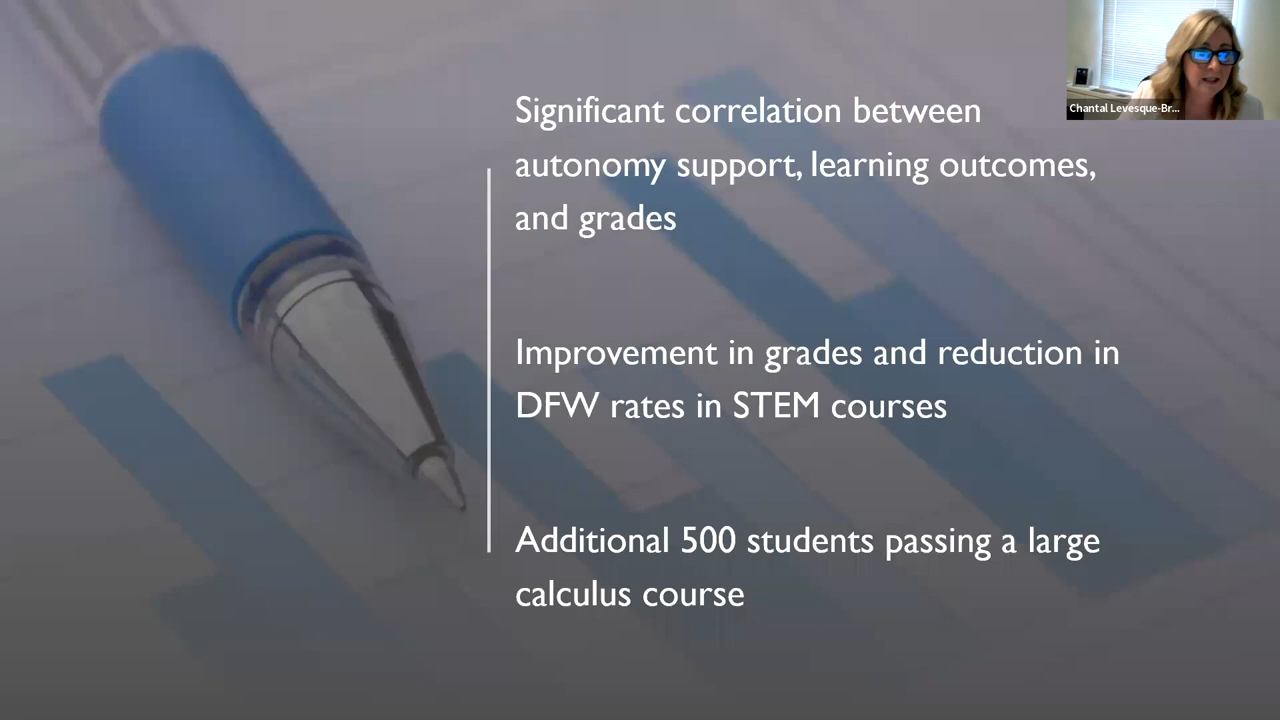 Significant correlation between
autonomy support, learning outcomes,
and grades
Improvement in grades and reduction in
DFW rates in STEM courses
Additional 500 students passing a large
calculus course
Chantal Levesque-Br...